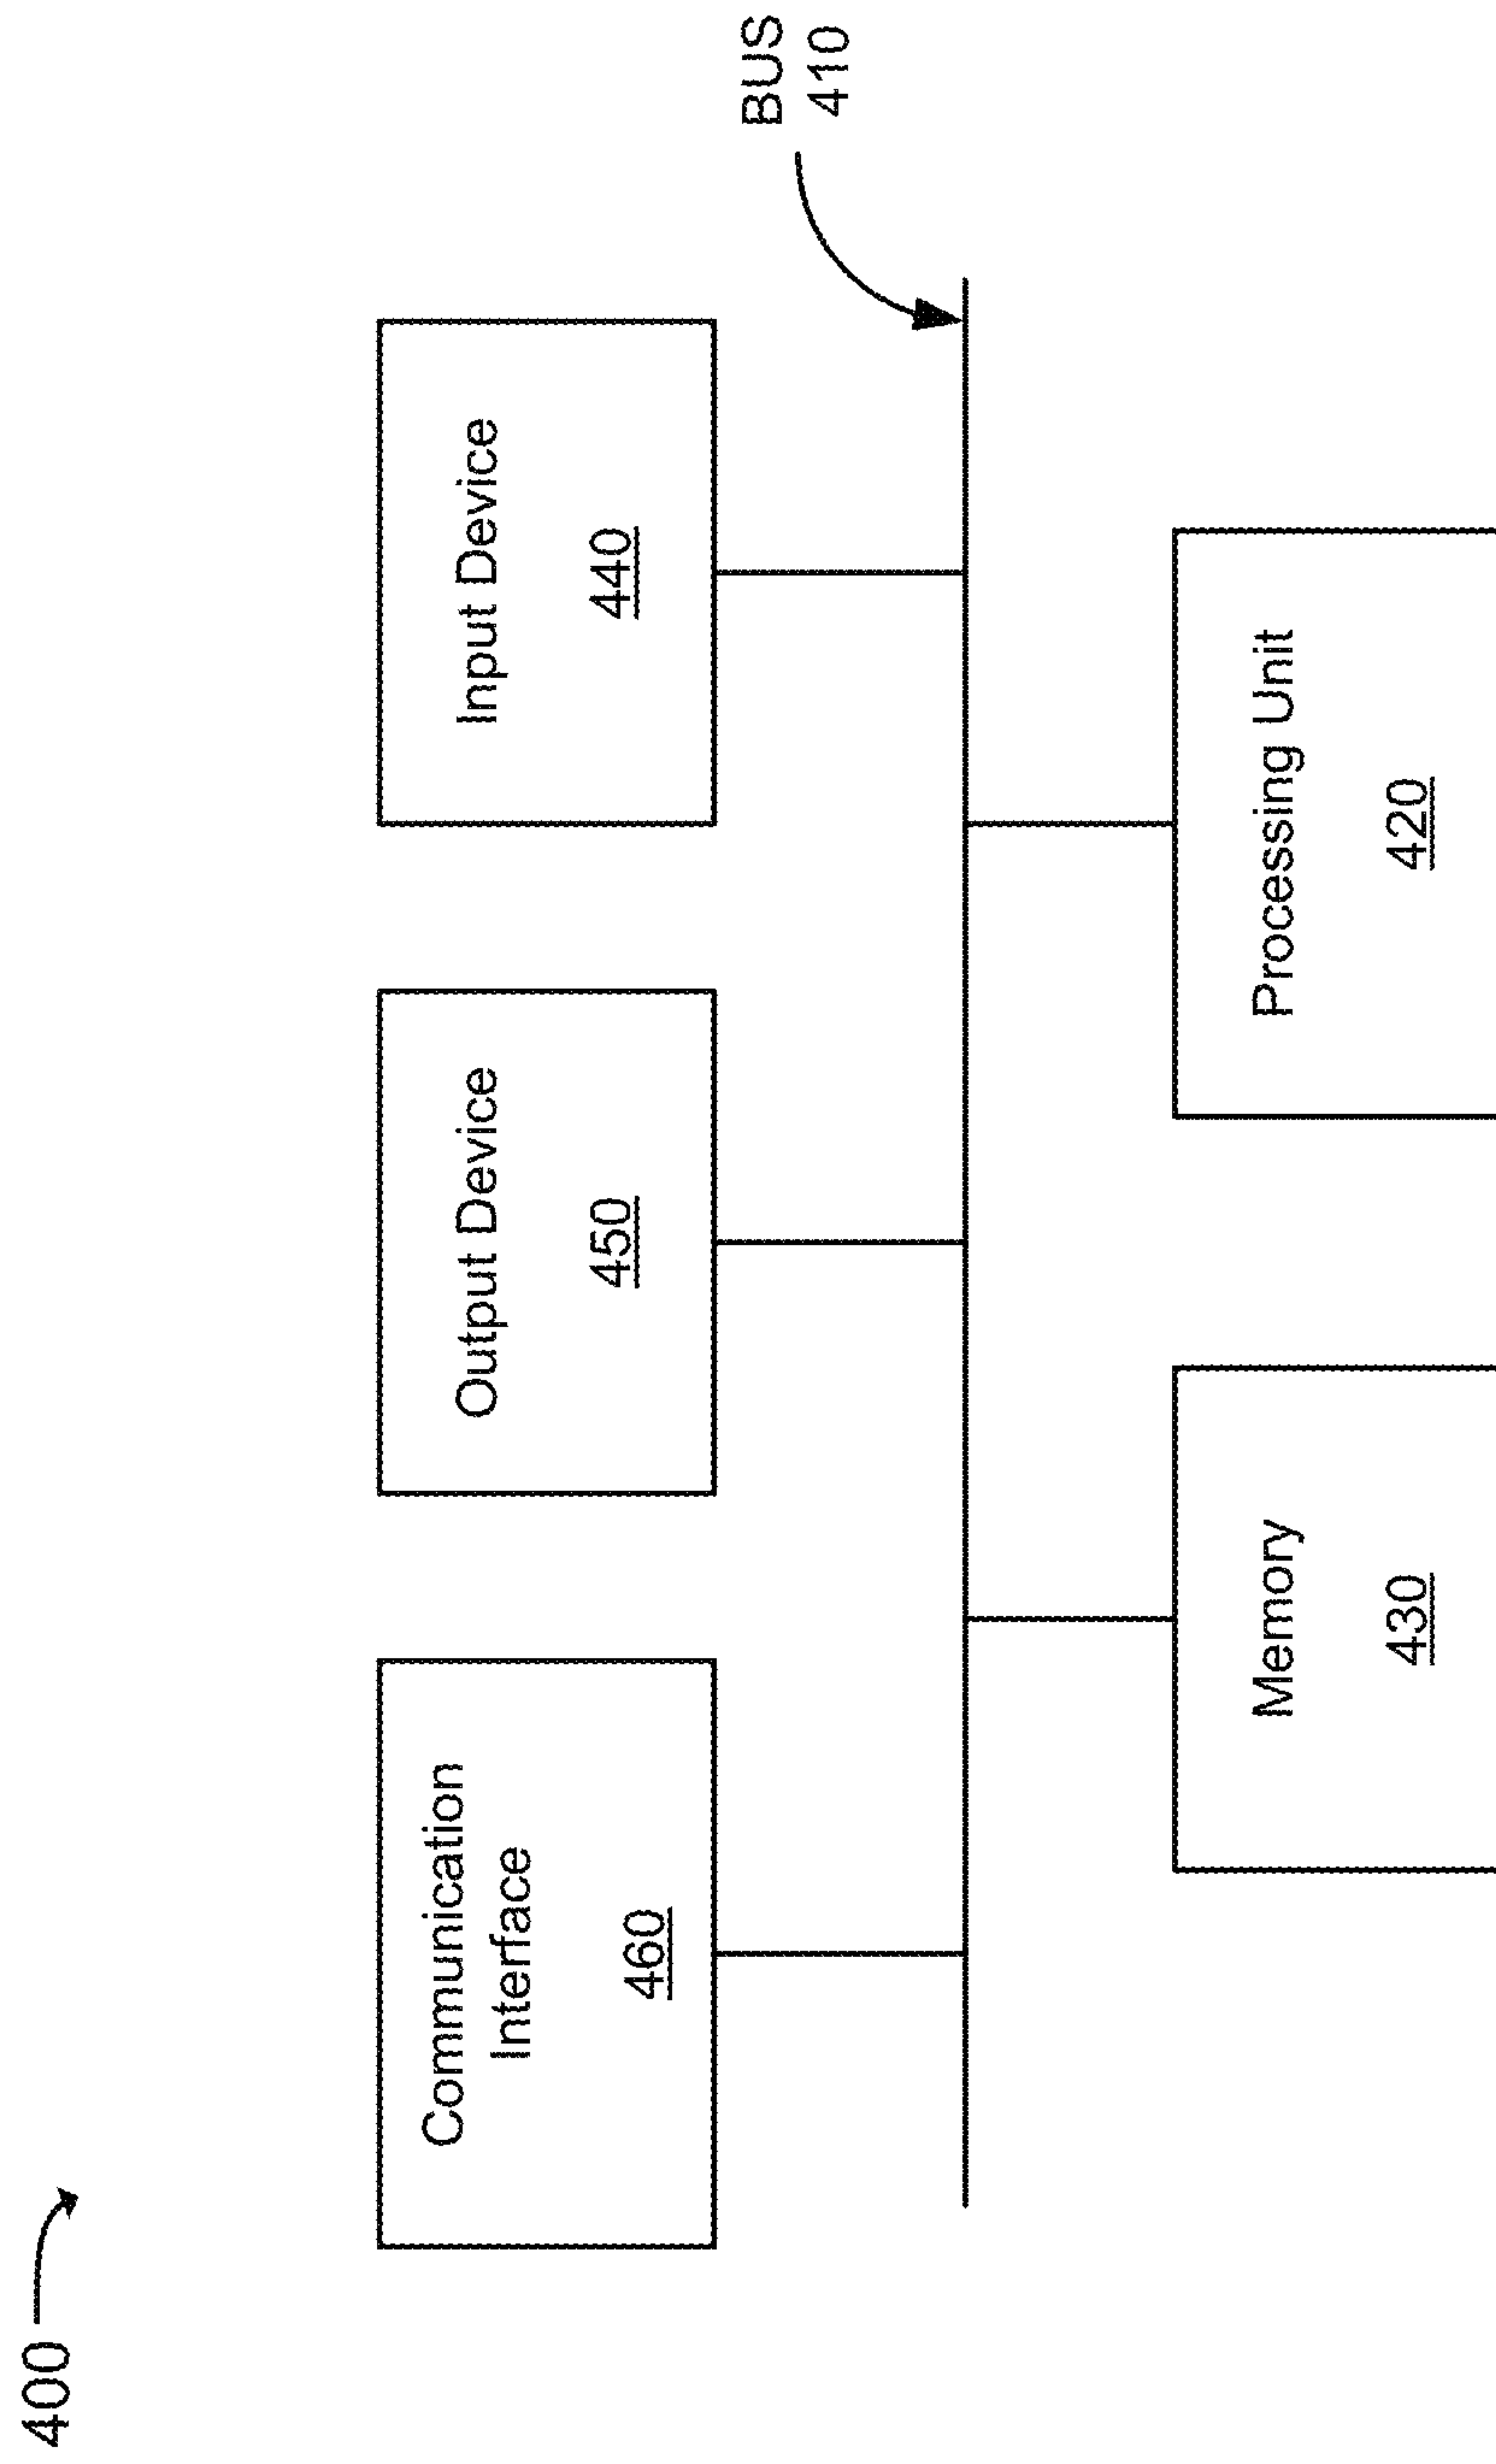 400
Communication
Interface
460
Output Device
450
Input Device
440
BUS
410
Memory
430
Processing Unit
420